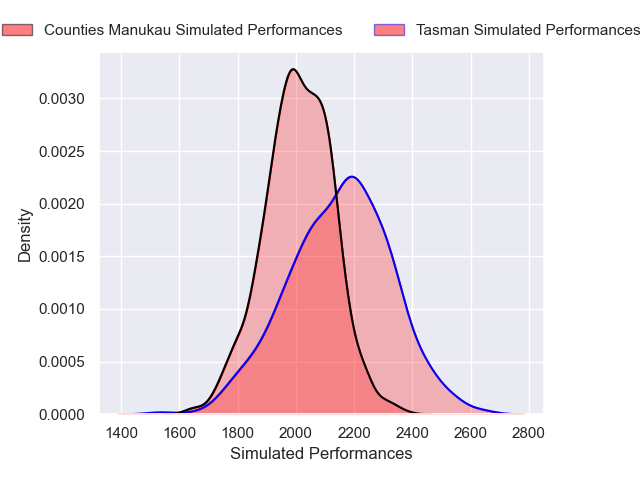 Counties Manukau Simulated Performances Tasman Simulated Performances
0.0030
0.0025
0.0020
0.0015
0.0010
0.0005
0.0000
Density
1400 1600 1800 2000 2200 2400 2600 2800
Simulated Performances